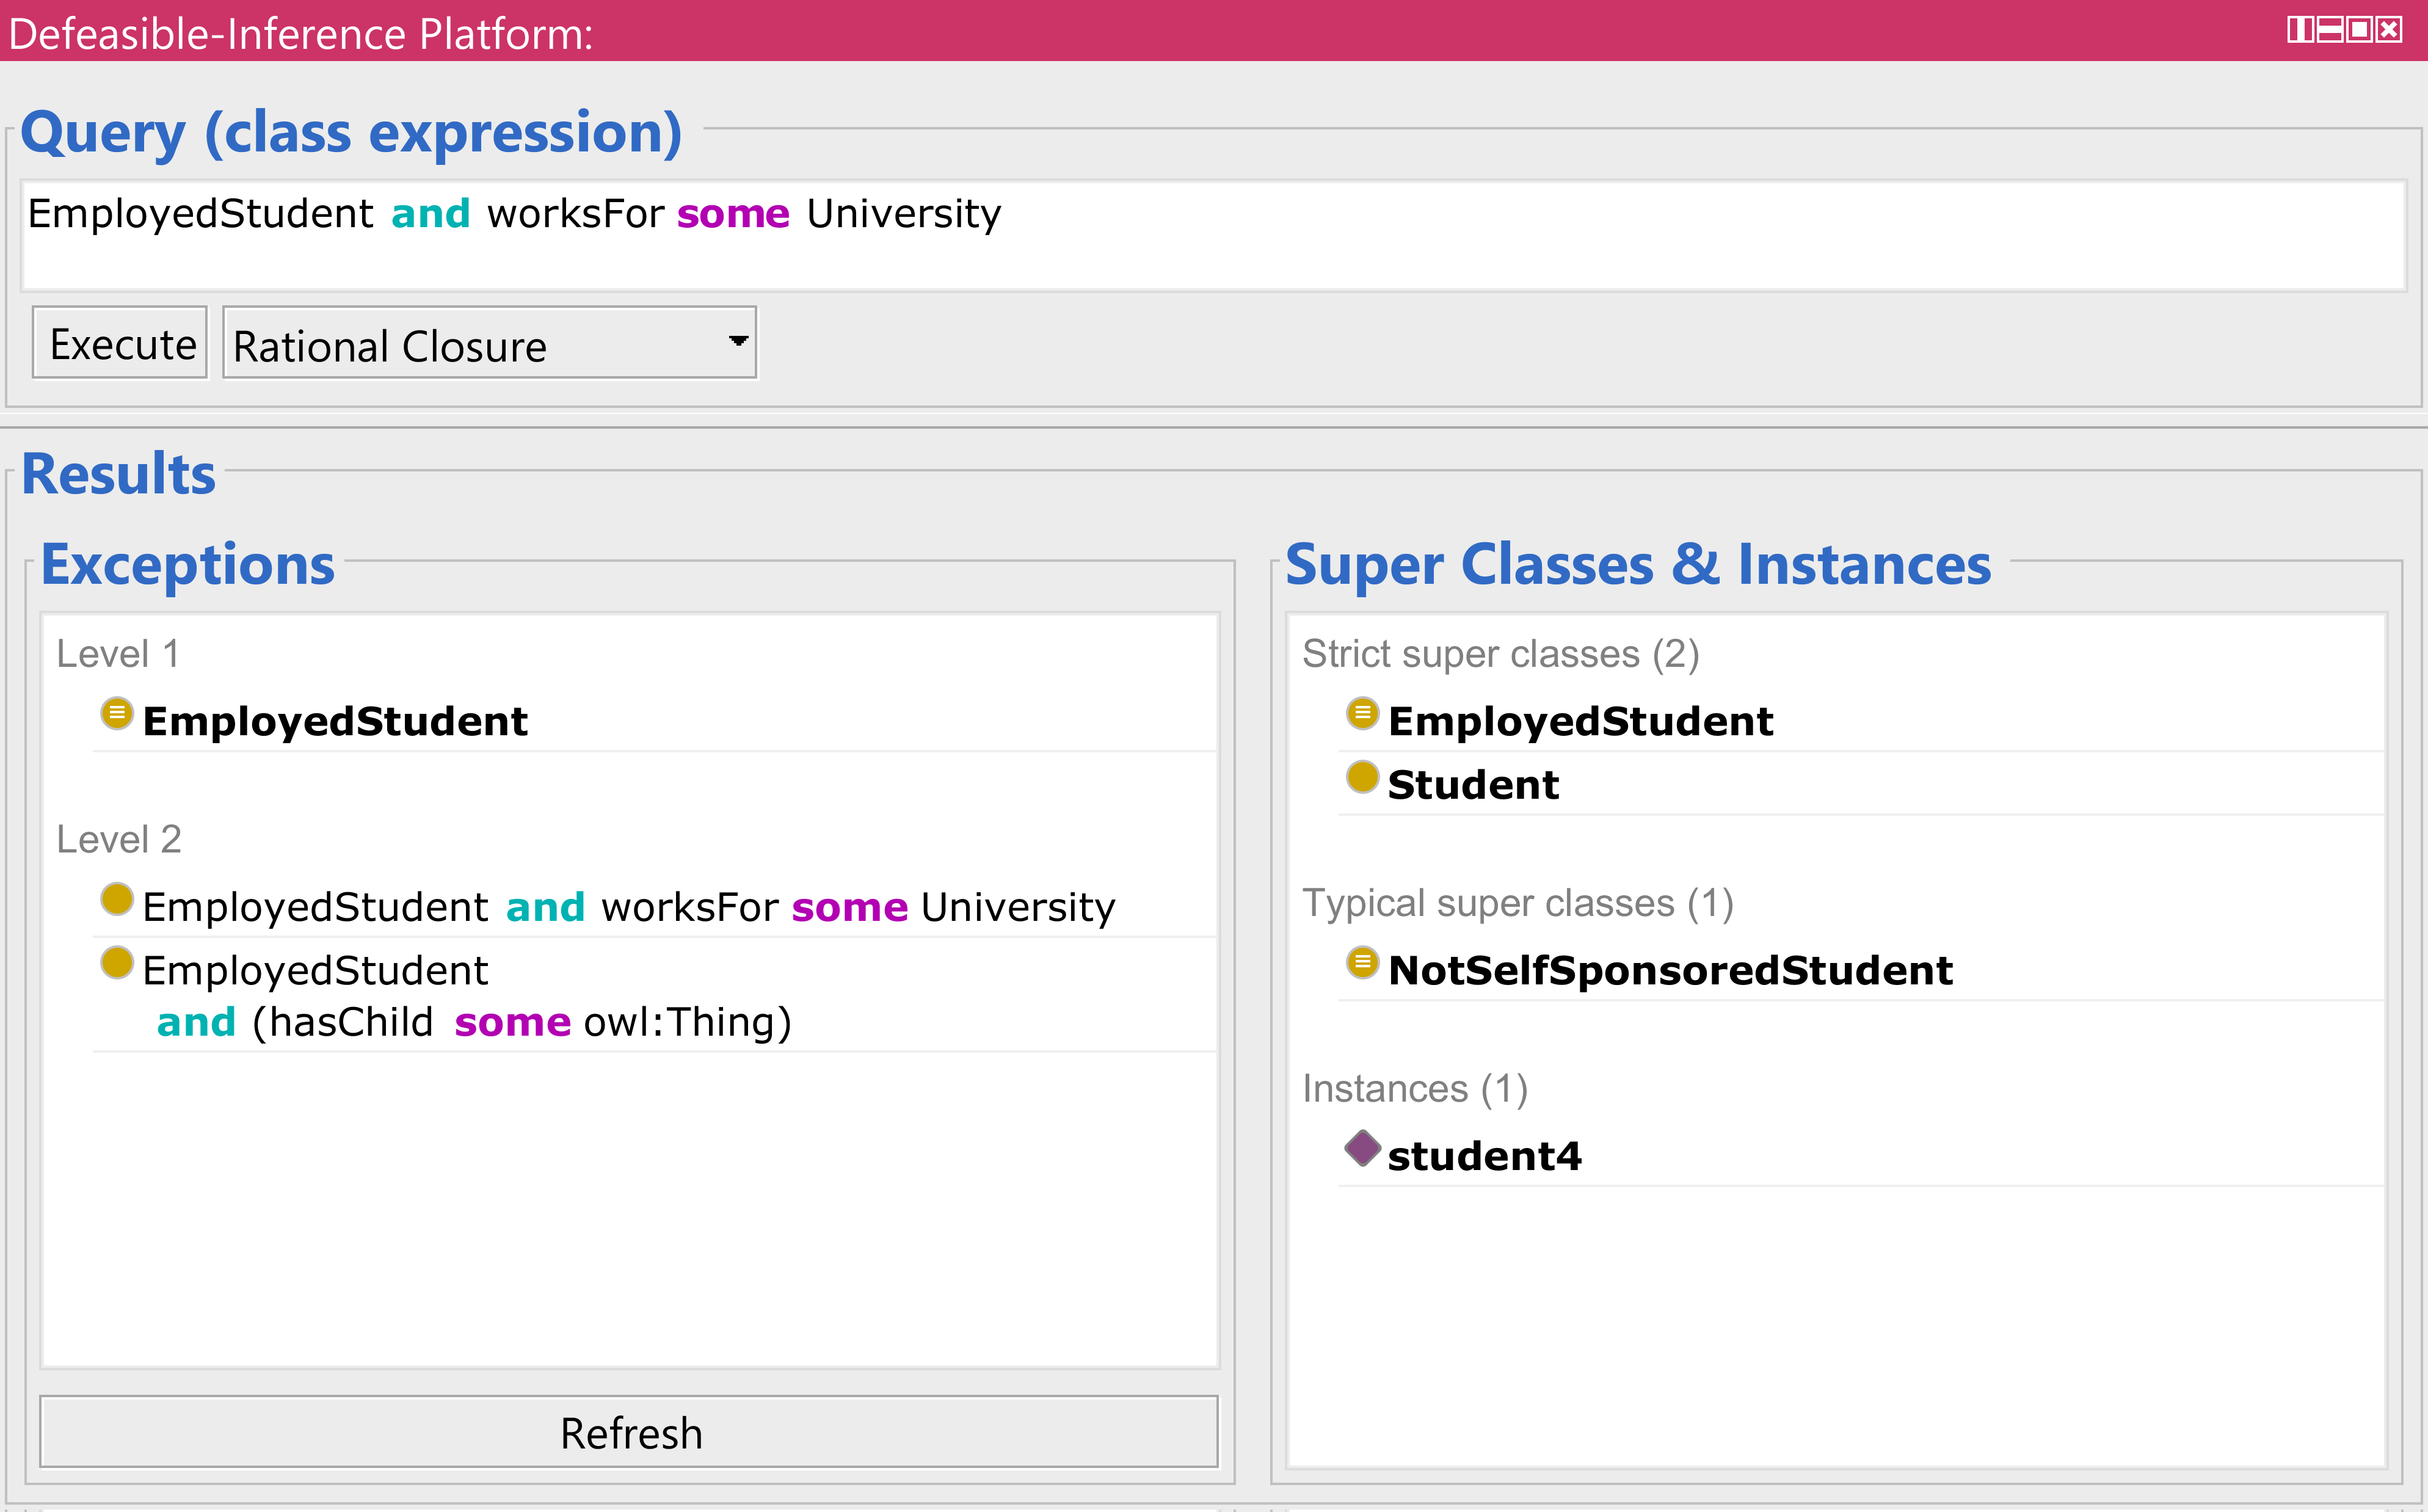 Defeasible-Inference Platform:
Query (class expression)
EmployedStudent and worksFor some University
Execute
Rational Closure
Results
Exceptions
Level 1
EmployedStudent
Level 2
EmployedStudent and worksFor some University
EmployedStudent
and (hasChild some owl:Thing)
Refresh
Super Classes & Instances
Strict super classes (2)
EmployedStudent
Student
Typical super classes (1)
NotSelfSponsoredStudent
Instances (1)
student4